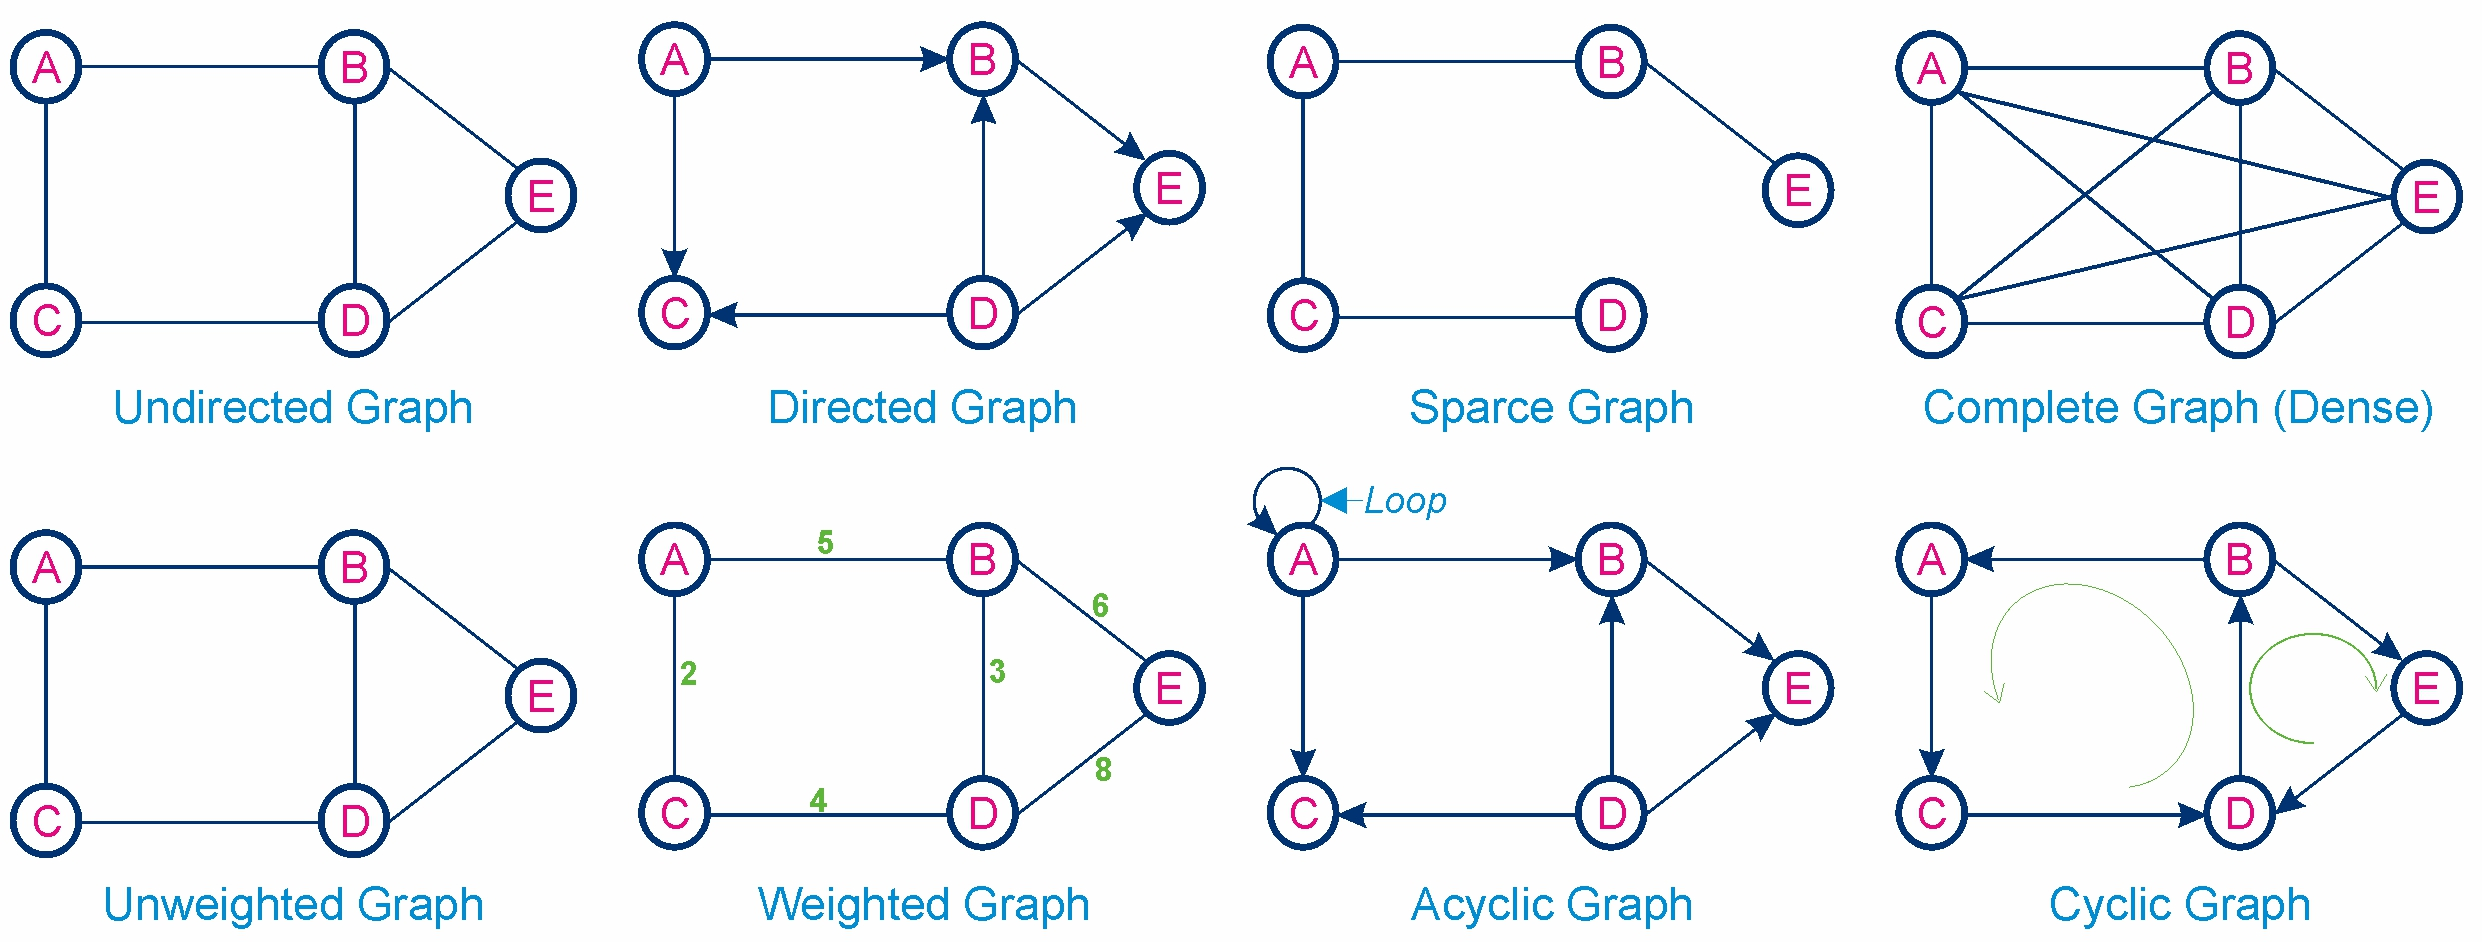 A B E C D
Undirected Graph
A B E C D
Directed Graph
A B E C D
Sparce Graph
A B E C D
Complete Graph (Dense)
A B E C D
Unweighted Graph
5
A B
6
2 3 E
8
4
C D
Weighted Graph
Loop
A B E C D
Acyclic Graph
A B E C D
Cyclic Graph